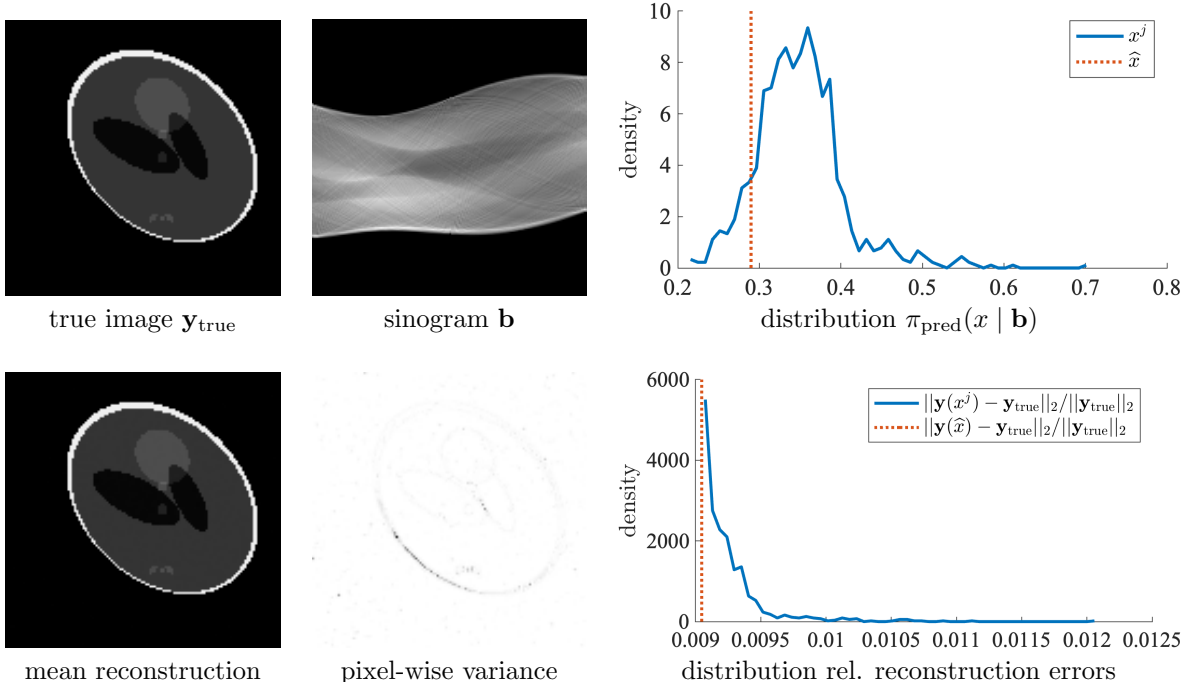 true image y_true
sinogram b
10
8
6
4
2
0
density
0.2 0.3 0.4 0.5 0.6 0.7 0.8
x^j
x̂
distribution π_pred(x | b)
mean reconstruction
pixel-wise variance
6000
4000
2000
0
density
0.009 0.0095 0.01 0.0105 0.011 0.0115 0.012 0.0125
||y(x^j) − y_true||_2/||y_true||_2
||y(x̂) − y_true||_2/||y_true||_2
distribution rel. reconstruction errors